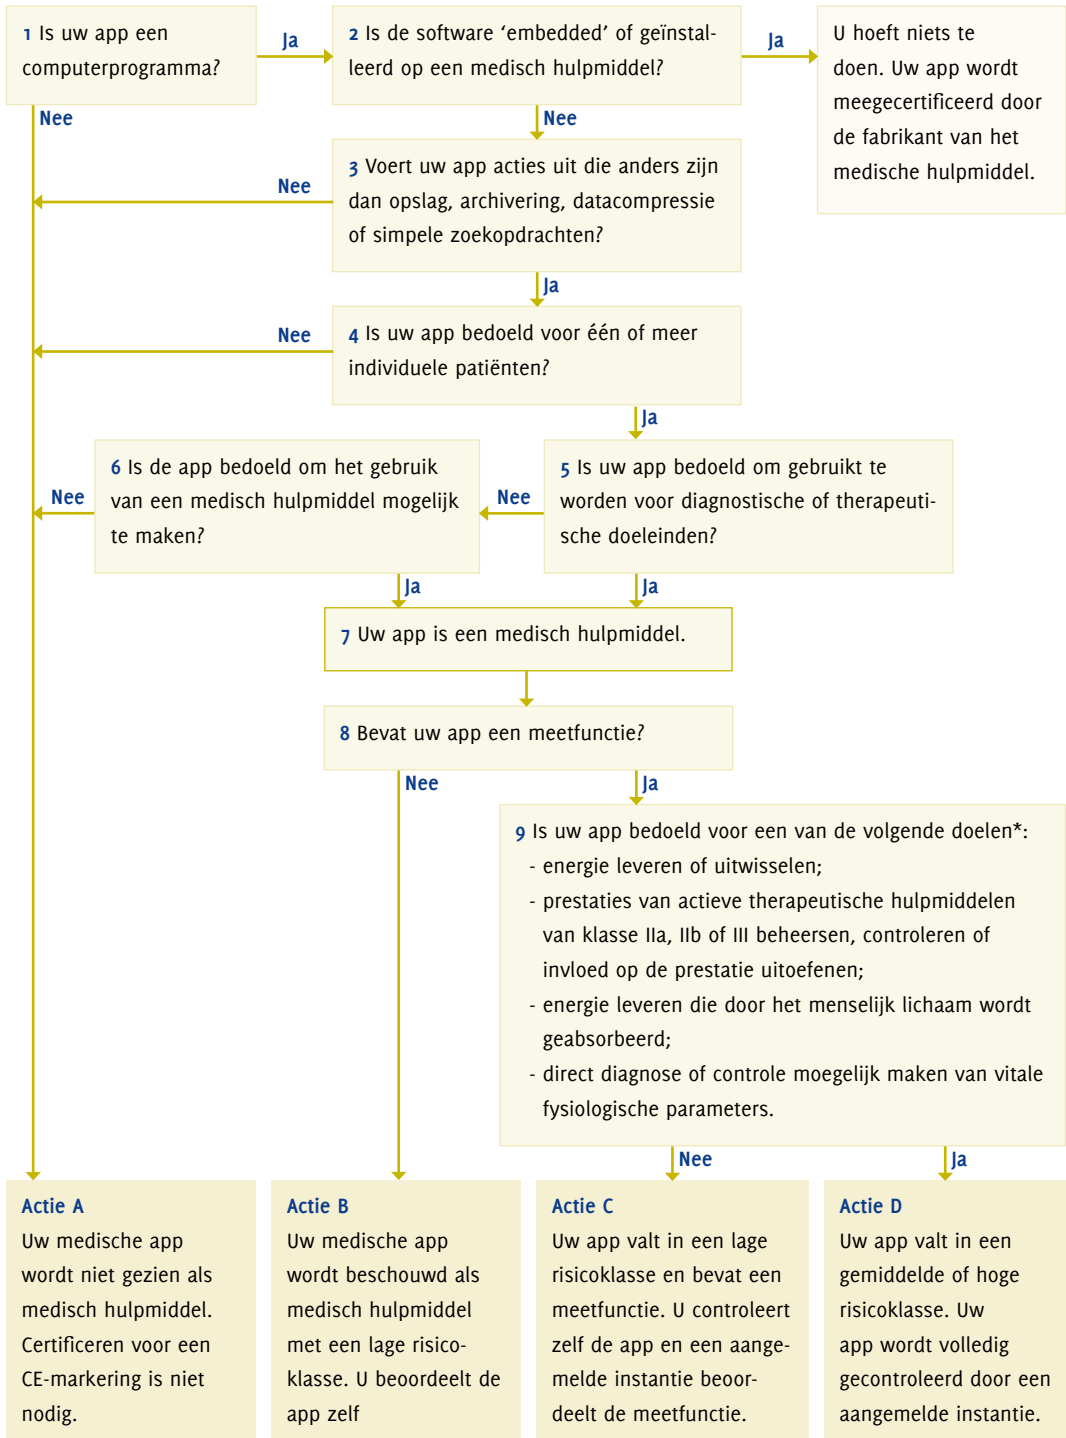 1 Is uw app een
computerprogramma?
Ja
2 Is de software ‘embedded’ of geïnstal-
leerd op een medisch hulpmiddel?
Ja
U hoeft niets te
doen. Uw app wordt
meegecertificeerd door
de fabrikant van het
medische hulpmiddel.
Nee
Nee
3 Voert uw app acties uit die anders zijn
dan opslag, archivering, datacompressie
of simpele zoekopdrachten?
Nee
Ja
4 Is uw app bedoeld voor één of meer
individuele patiënten?
Nee
Ja
5 Is uw app bedoeld om gebruikt te
worden voor diagnostische of therapeuti-
sche doeleinden?
Nee
6 Is de app bedoeld om het gebruik
van een medisch hulpmiddel mogelijk
te maken?
Nee
Ja
Ja
7 Uw app is een medisch hulpmiddel.
8 Bevat uw app een meetfunctie?
Nee
Ja
9 Is uw app bedoeld voor een van de volgende doelen*:
- energie leveren of uitwisselen;
- prestaties van actieve therapeutische hulpmiddelen
van klasse IIa, IIb of III beheersen, controleren of
invloed op de prestatie uitoefenen;
- energie leveren die door het menselijk lichaam wordt
geabsorbeerd;
- direct diagnose of controle moegelijk maken van vitale
fysiologische parameters.
Nee
Ja
Actie A
Uw medische app
wordt niet gezien als
medisch hulpmiddel.
Certificeren voor een
CE-markering is niet
nodig.
Actie B
Uw medische app
wordt beschouwd als
medisch hulpmiddel
met een lage risico-
klasse. U beoordeelt de
app zelf
Actie C
Uw app valt in een lage
risicoklasse en bevat een
meetfunctie. U controleert
zelf de app en een aange-
melde instantie beoor-
deelt de meetfunctie.
Actie D
Uw app valt in een
gemiddelde of hoge
risicoklasse. Uw
app wordt volledig
gecontroleerd door een
aangemelde instantie.